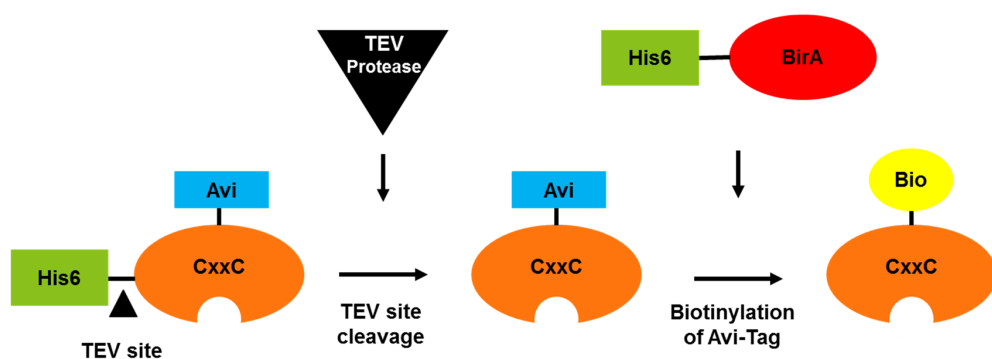 TEV
Protease
His6
BirA
Avi
Avi
Bio
His6
CxxC
CxxC
CxxC
TEV site
TEV site
cleavage
Biotinylation
of Avi-Tag